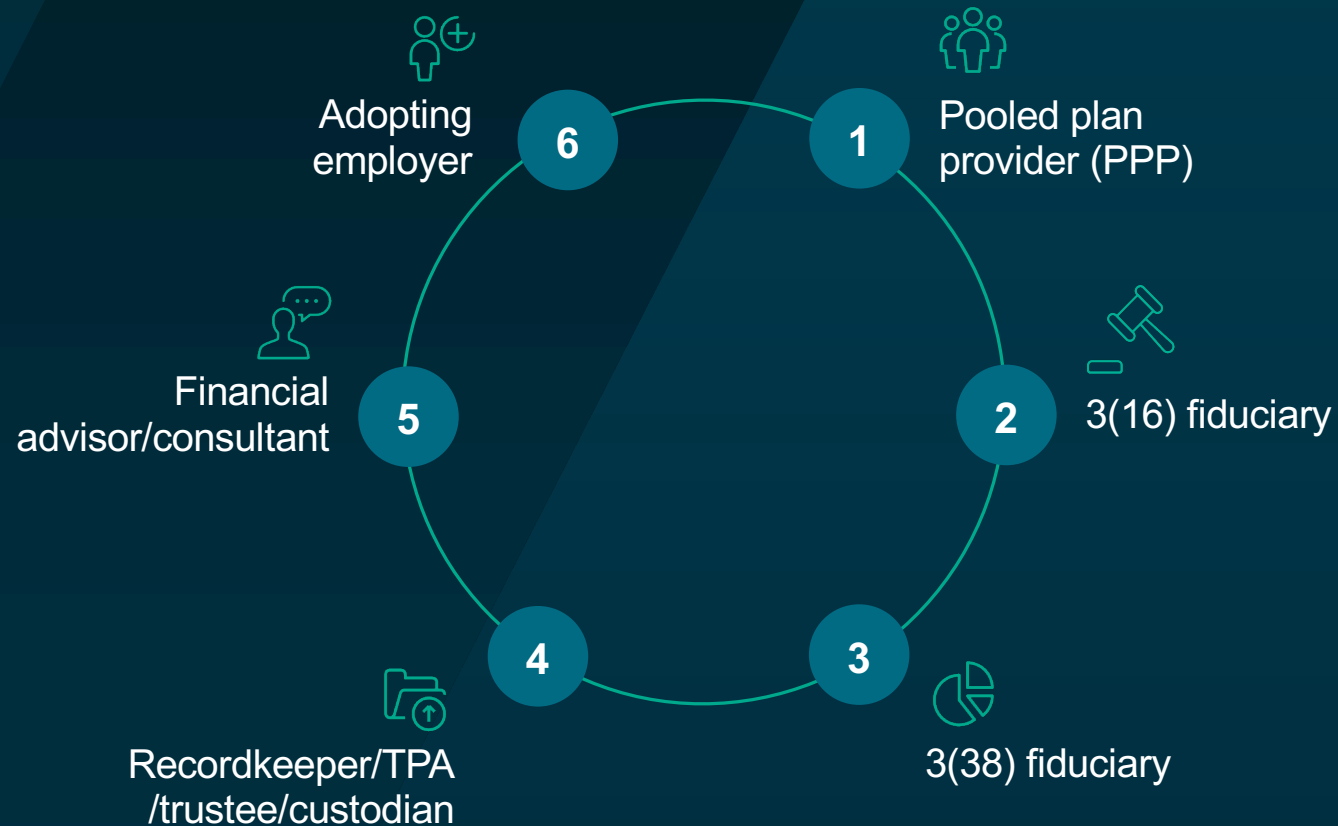 1
Pooled plan
provider (PPP)
2
3(16) fiduciary
3
3(38) fiduciary
4
Recordkeeper/TPA
/trustee/custodian
5
Financial
advisor/consultant
6
Adopting
employer